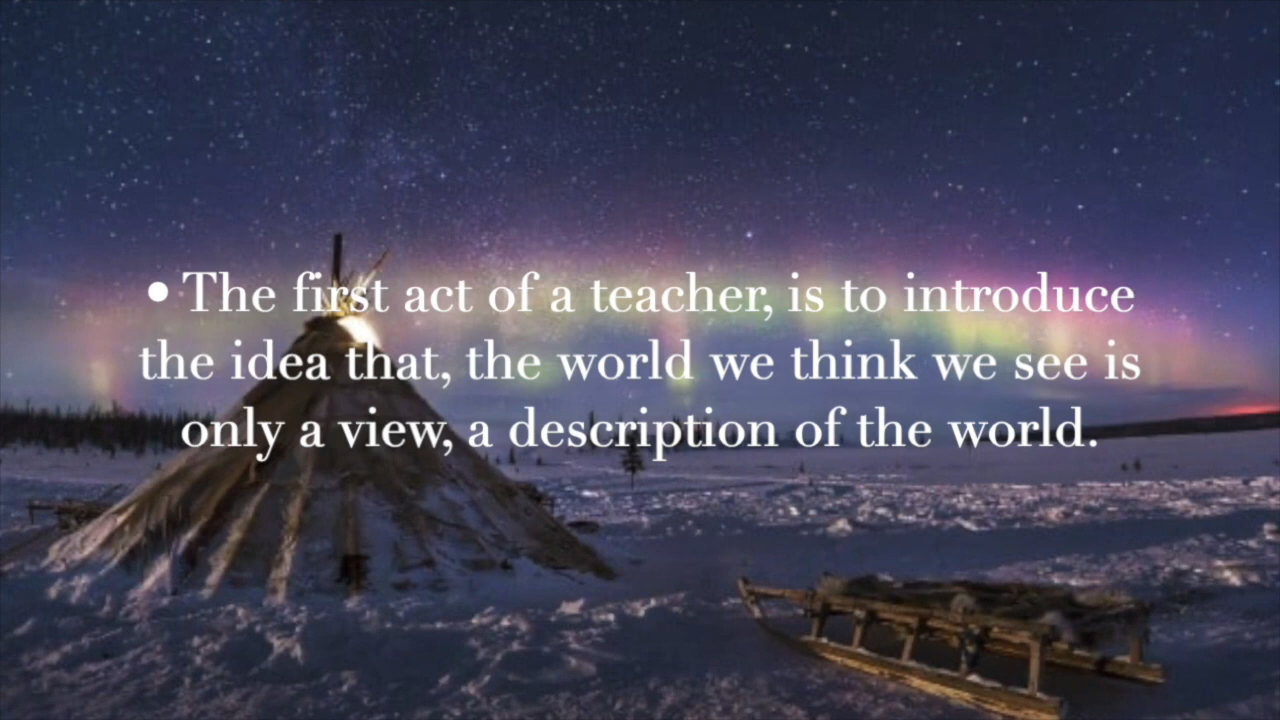 • The first act of a teacher, is to introduce
the idea that, the world we think we see is
only a view, a description of the world.